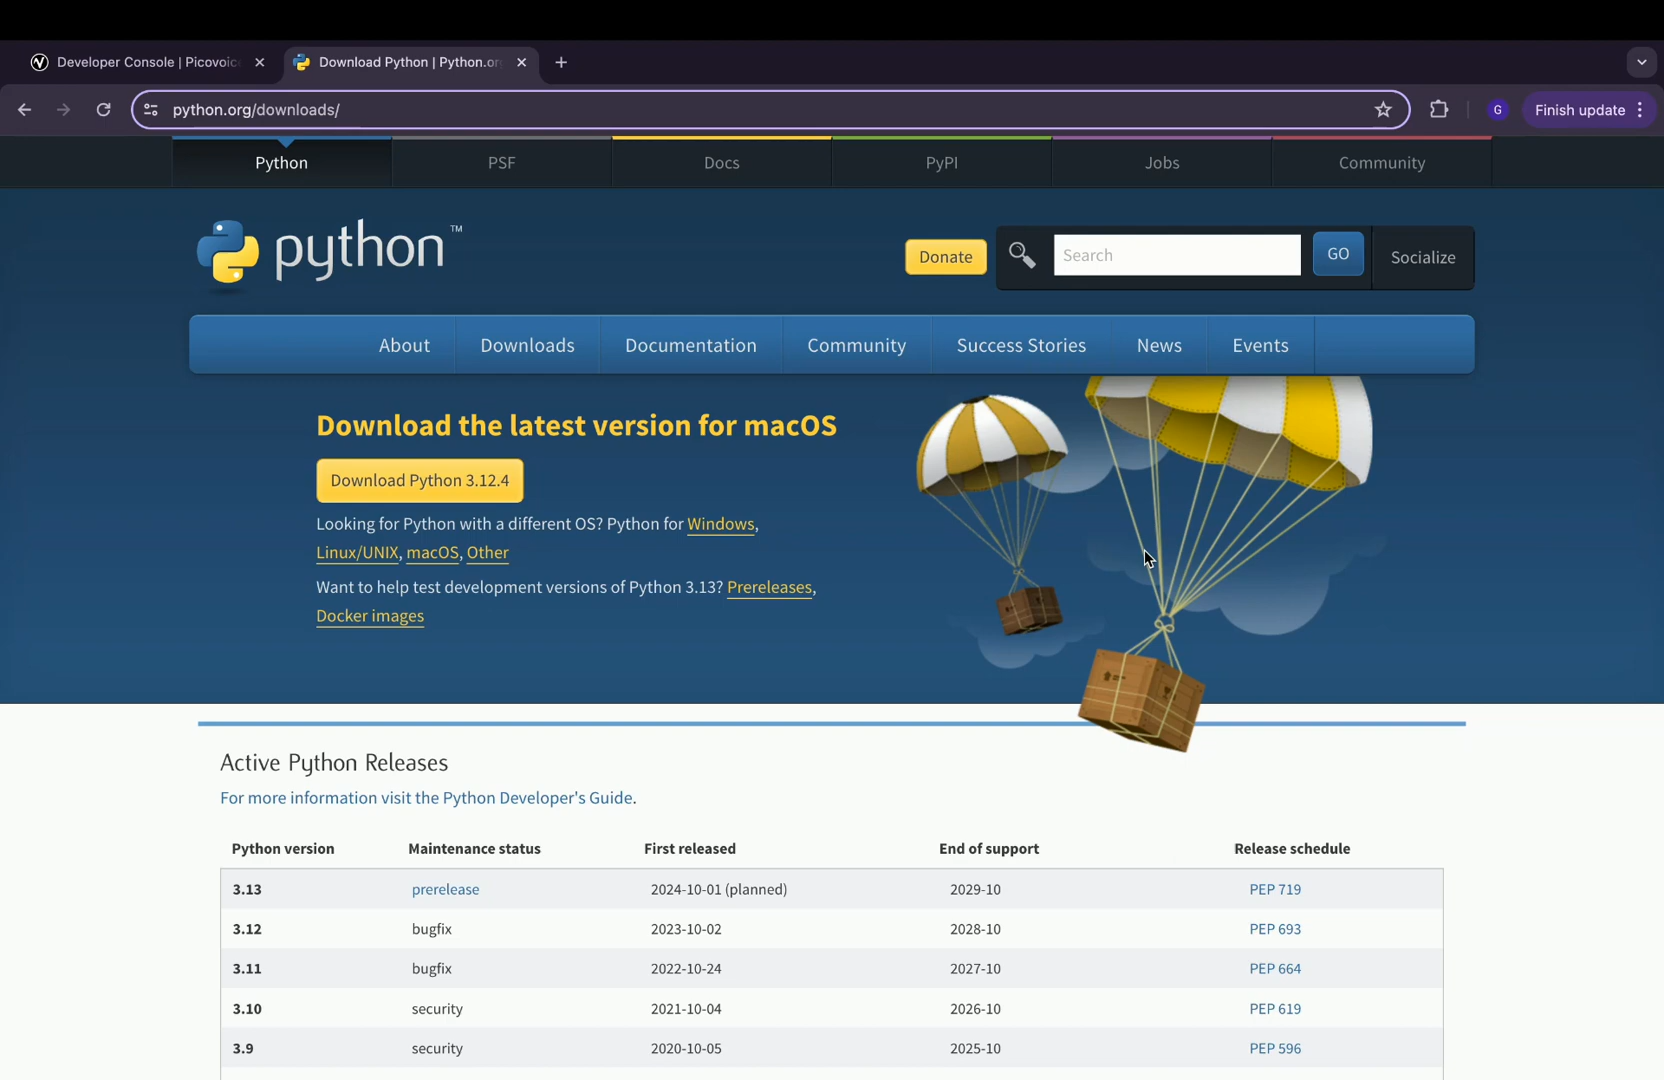 Developer Console | Picovoic
Download Python | Python.or
python.org/downloads/
G
Finish update
Python
PSF
Docs
PyPI
Jobs
Community
python™
Donate
Search
GO
Socialize
About
Downloads
Documentation
Community
Success Stories
News
Events
Download the latest version for macOS
Download Python 3.12.4
Looking for Python with a different OS? Python for Windows,
Linux/UNIX, macOS, Other
Want to help test development versions of Python 3.13? Prereleases,
Docker images
Active Python Releases
For more information visit the Python Developer's Guide.
Python version Maintenance status First released End of support Release schedule
3.13 prerelease 2024-10-01 (planned) 2029-10 PEP 719
3.12 bugfix 2023-10-02 2028-10 PEP 693
3.11 bugfix 2022-10-24 2027-10 PEP 664
3.10 security 2021-10-04 2026-10 PEP 619
3.9 security 2020-10-05 2025-10 PEP 596